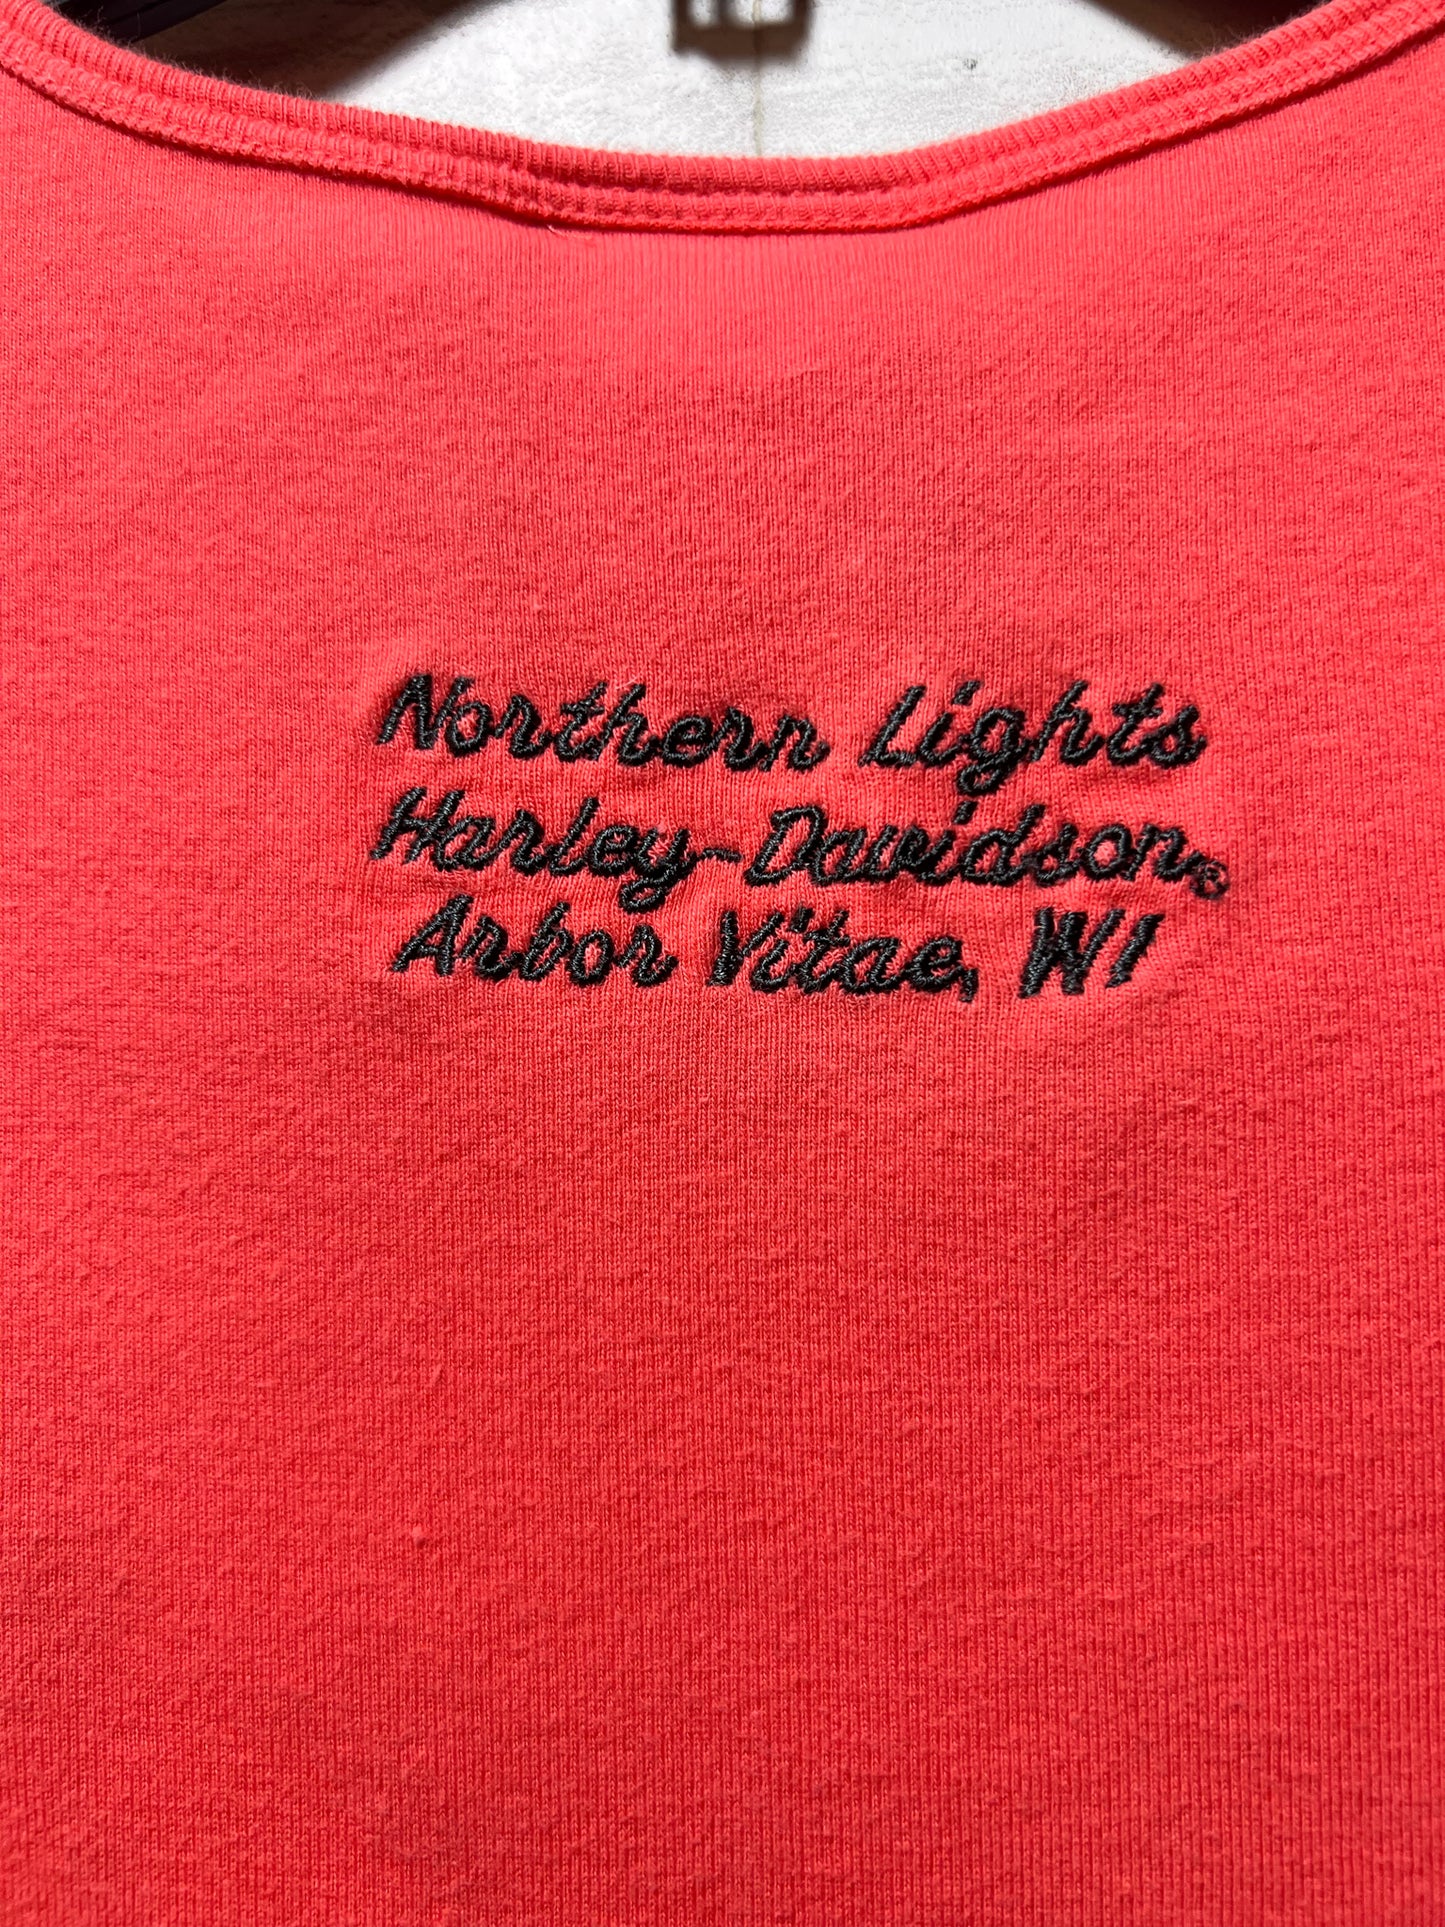 Northern Lights
Harley-Davidson®
Arbor Vitae, WI